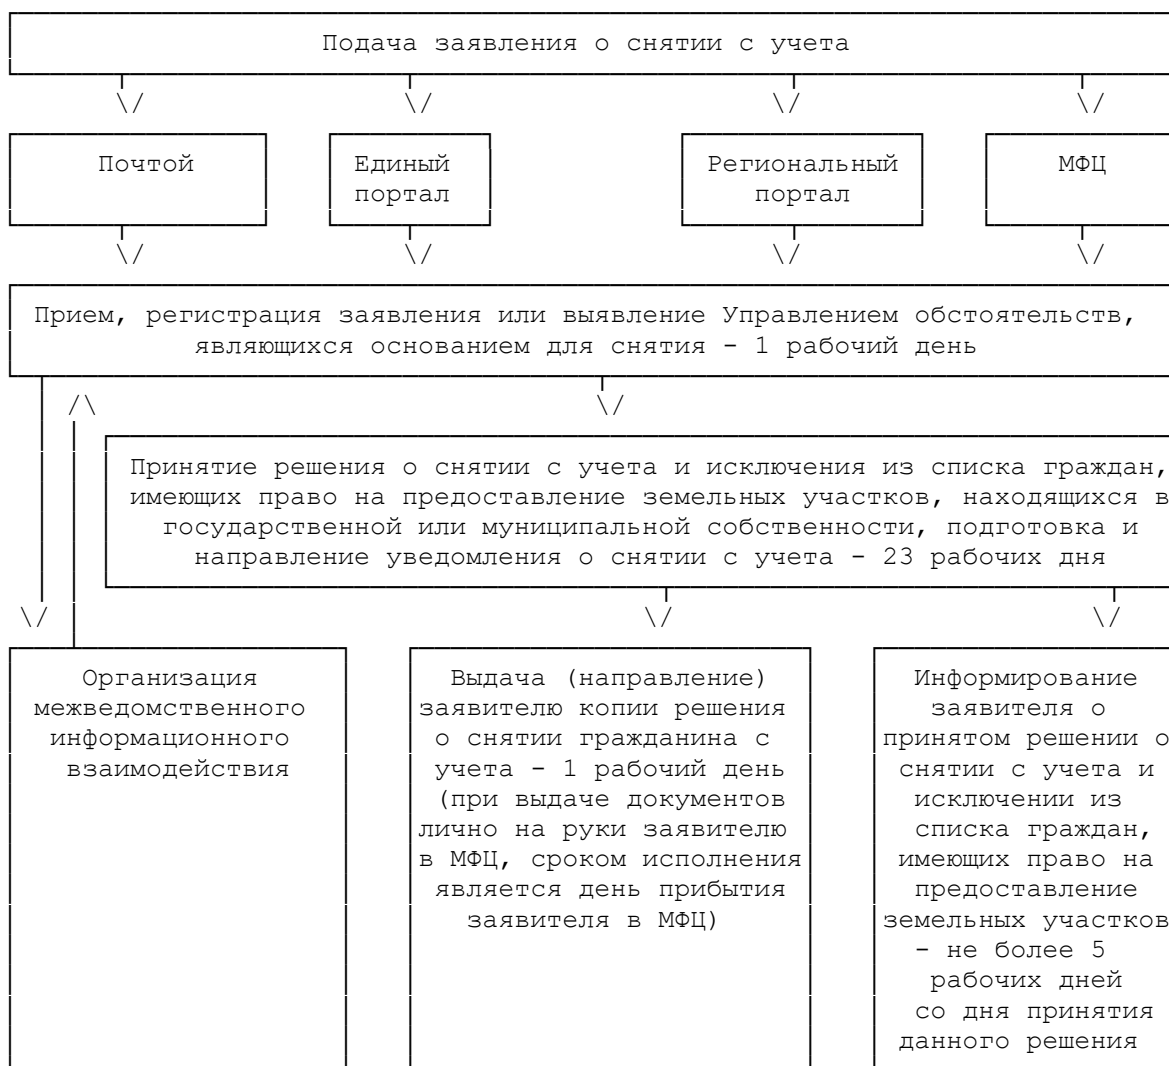 Подача заявления о снятии с учета
Почтой
Единый
портал
Региональный
портал
МФЦ
Прием, регистрация заявления или выявление Управлением обстоятельств,
являющихся основанием для снятия - 1 рабочий день
Принятие решения о снятии с учета и исключения из списка граждан,
имеющих право на предоставление земельных участков, находящихся в
государственной или муниципальной собственности, подготовка и
направление уведомления о снятии с учета - 23 рабочих дня
Организация
межведомственного
информационного
взаимодействия
Выдача (направление)
заявителю копии решения
о снятии гражданина с
учета - 1 рабочий день
(при выдаче документов
лично на руки заявителю
в МФЦ, сроком исполнения
является день прибытия
заявителя в МФЦ)
Информирование
заявителя о
принятом решении о
снятии с учета и
исключении из
списка граждан,
имеющих право на
предоставление
земельных участков
- не более 5
рабочих дней
со дня принятия
данного решения